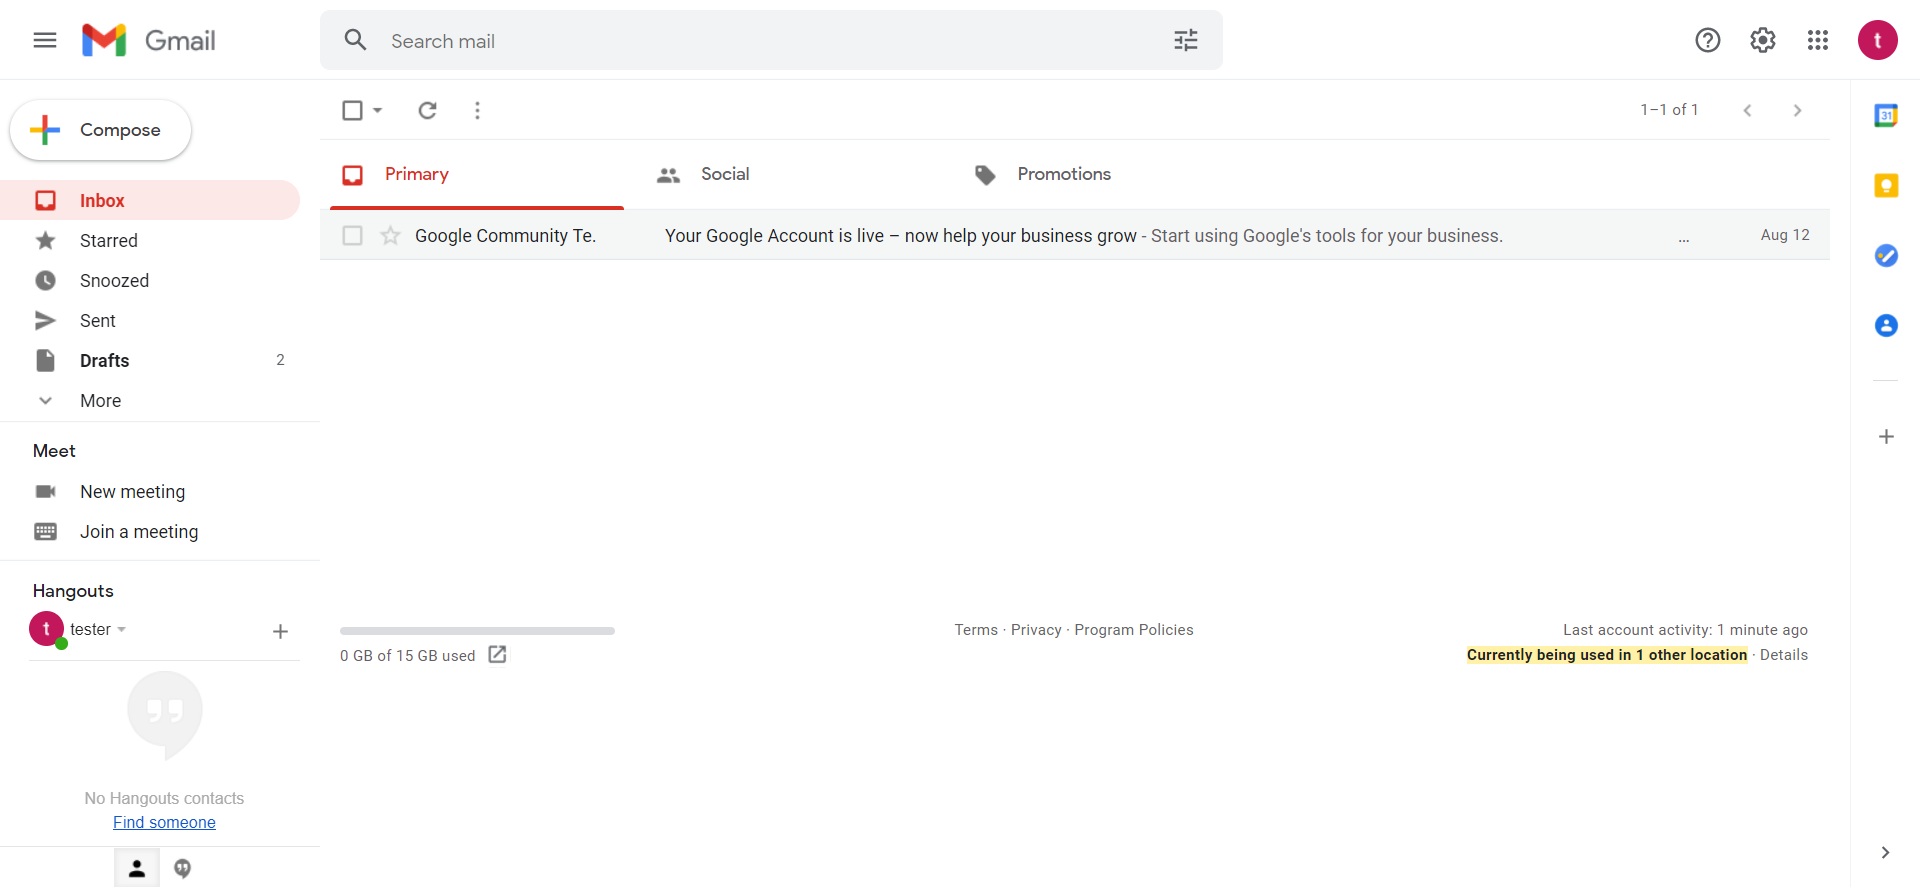 Gmail
Search mail
t
Compose
1–1 of 1
31
Primary
Social
Promotions
Inbox
Google Community Te.
Your Google Account is live – now help your business grow - Start using Google's tools for your business.
...
Aug 12
Starred
Snoozed
Sent
Drafts
2
More
Meet
New meeting
Join a meeting
Hangouts
t
tester
Terms · Privacy · Program Policies
Last account activity: 1 minute ago
0 GB of 15 GB used
Currently being used in 1 other location · Details
No Hangouts contacts
Find someone